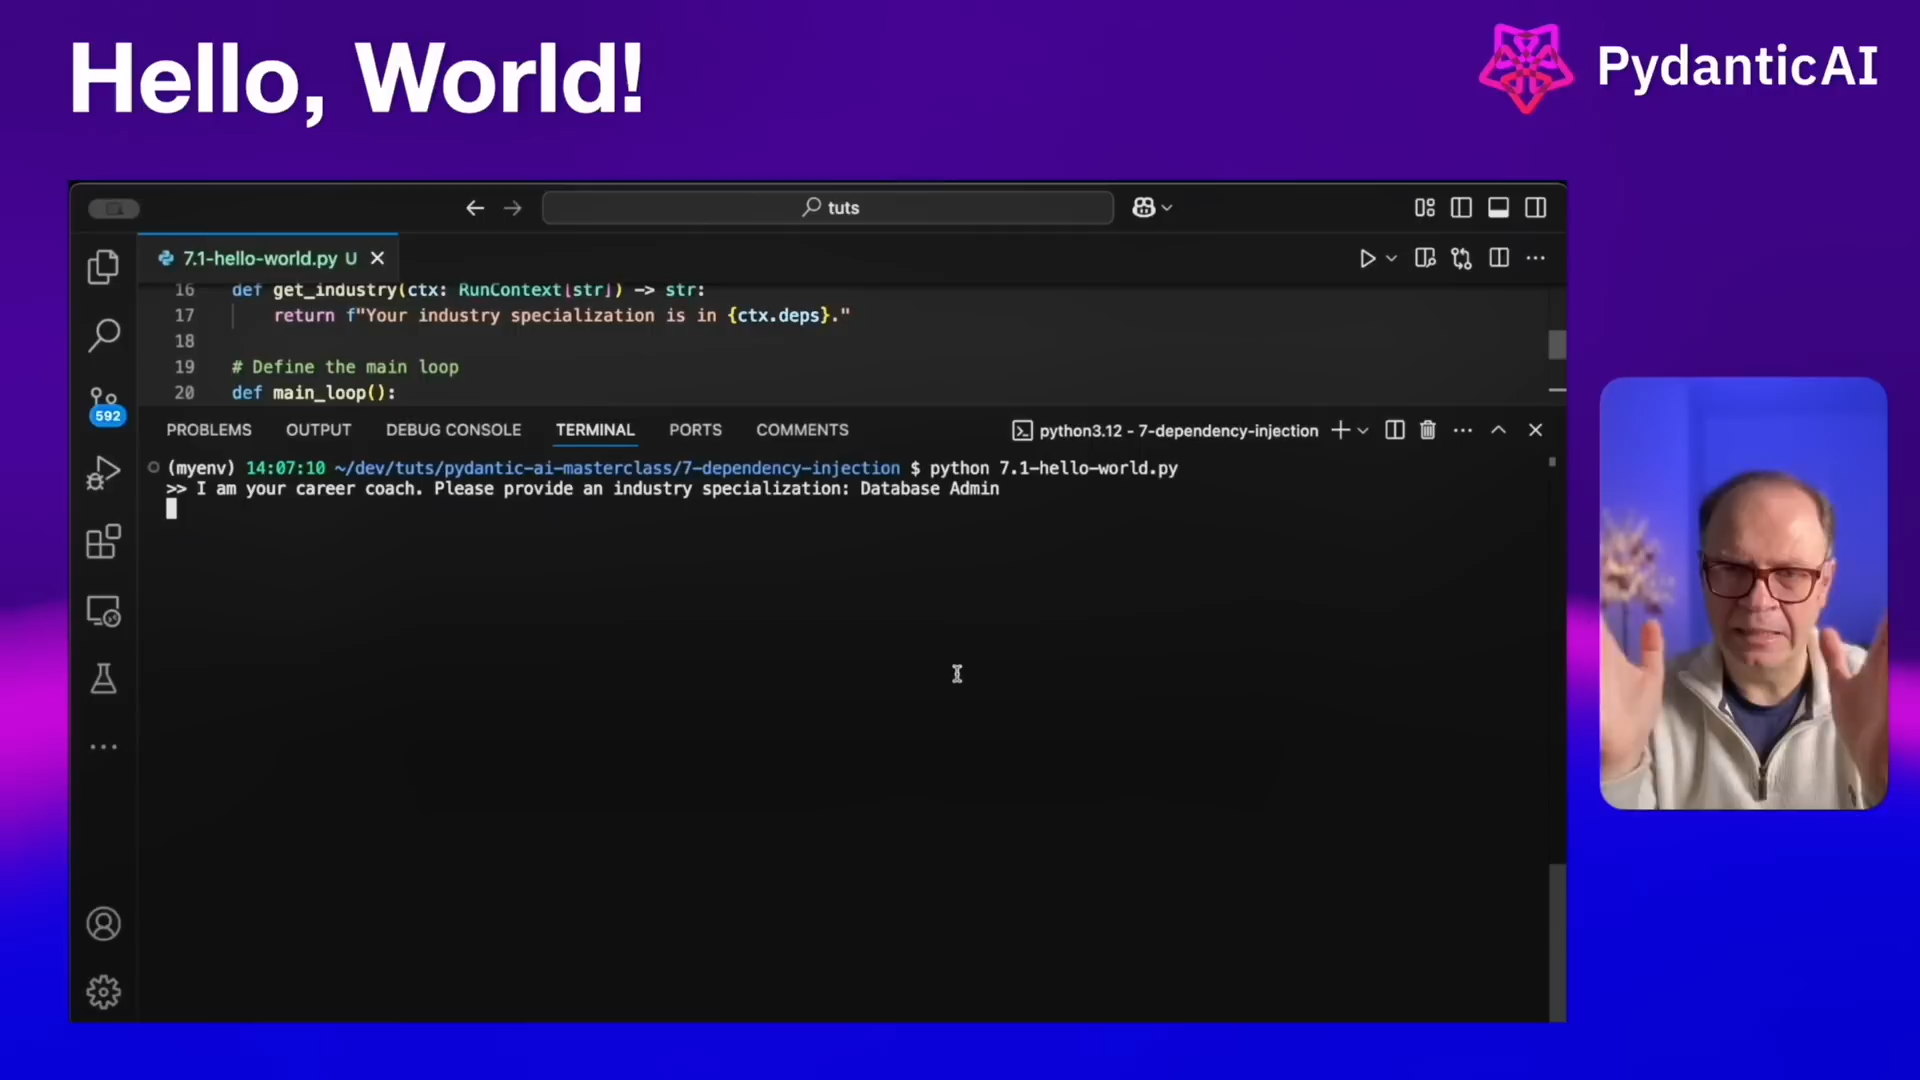 Hello, World!
PydanticAI
tuts
7.1-hello-world.py U
16 def get_industry(ctx: RunContext[str]) -> str:
17 return f"Your industry specialization is in {ctx.deps}."
18
19 # Define the main loop
20 def main_loop():
592
PROBLEMS OUTPUT DEBUG CONSOLE TERMINAL PORTS COMMENTS python3.12 - 7-dependency-injection
(myenv) 14:07:10 ~/dev/tuts/pydantic-ai-masterclass/7-dependency-injection $ python 7.1-hello-world.py
>> I am your career coach. Please provide an industry specialization: Database Admin